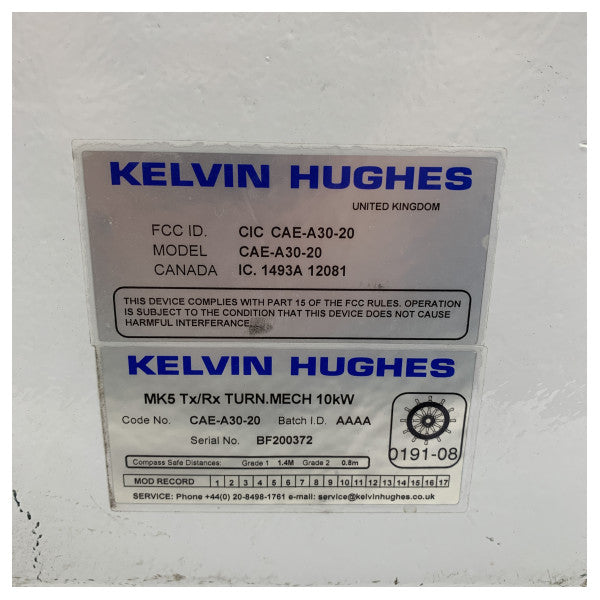 KELVIN HUGHES
UNITED KINGDOM
FCC ID. CIC CAE-A30-20
MODEL CAE-A30-20
CANADA IC. 1493A 12081
THIS DEVICE COMPLIES WITH PART 15 OF THE FCC RULES. OPERATION
IS SUBJECT TO THE CONDITION THAT THIS DEVICE DOES NOT CAUSE
HARMFUL INTERFERENCE.
KELVIN HUGHES
MK5 Tx/Rx TURN.MECH 10kW
Code No. CAE-A30-20 Batch I.D. AAAA
Serial No. BF200372
0191-08
Compass Safe Distances: Grade 1 1.4M Grade 2 0.8m
MOD RECORD 1 2 3 4 5 6 7 8 9 10 11 12 13 14 15 16 17
SERVICE: Phone +44(0) 20-8498-1761 e-mail: service@kelvinhughes.co.uk